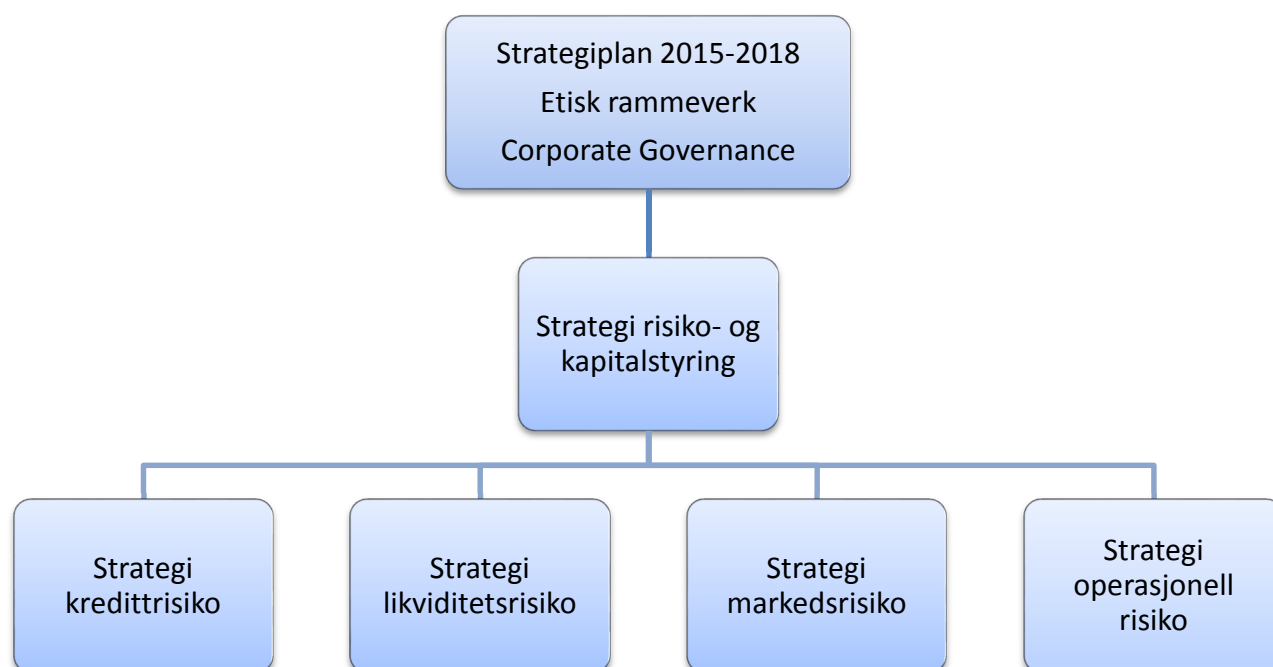 Strategiplan 2015-2018
Etisk rammeverk
Corporate Governance
Strategi risiko- og
kapitalstyring
Strategi
kredittrisiko
Strategi
likviditetsrisiko
Strategi
markedsrisiko
Strategi
operasjonell
risiko